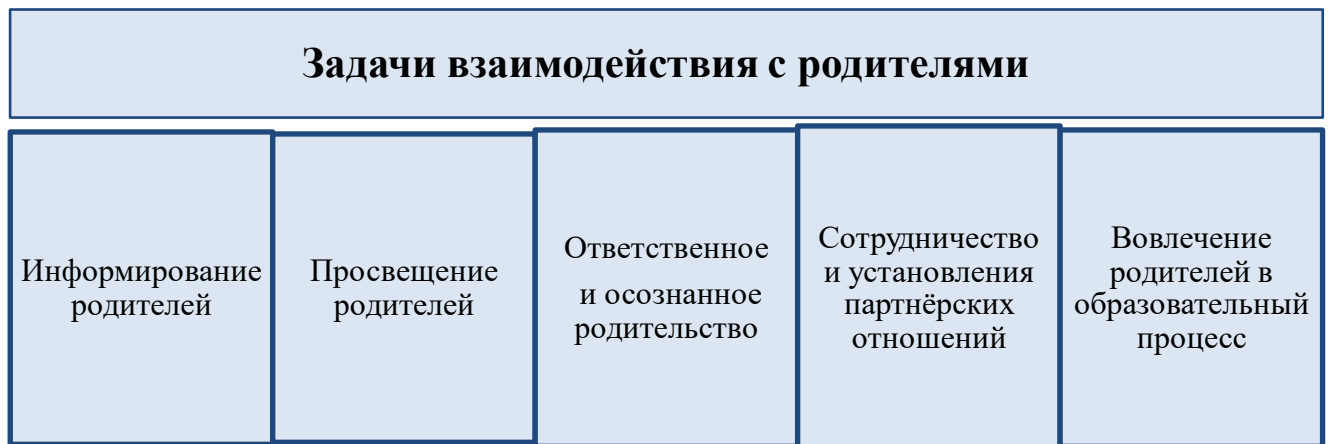 Задачи взаимодействия с родителями
Информирование
родителей
Просвещение
родителей
Ответственное
и осознанное
родительство
Сотрудничество
и установления
партнёрских
отношений
Вовлечение
родителей в
образовательный
процесс